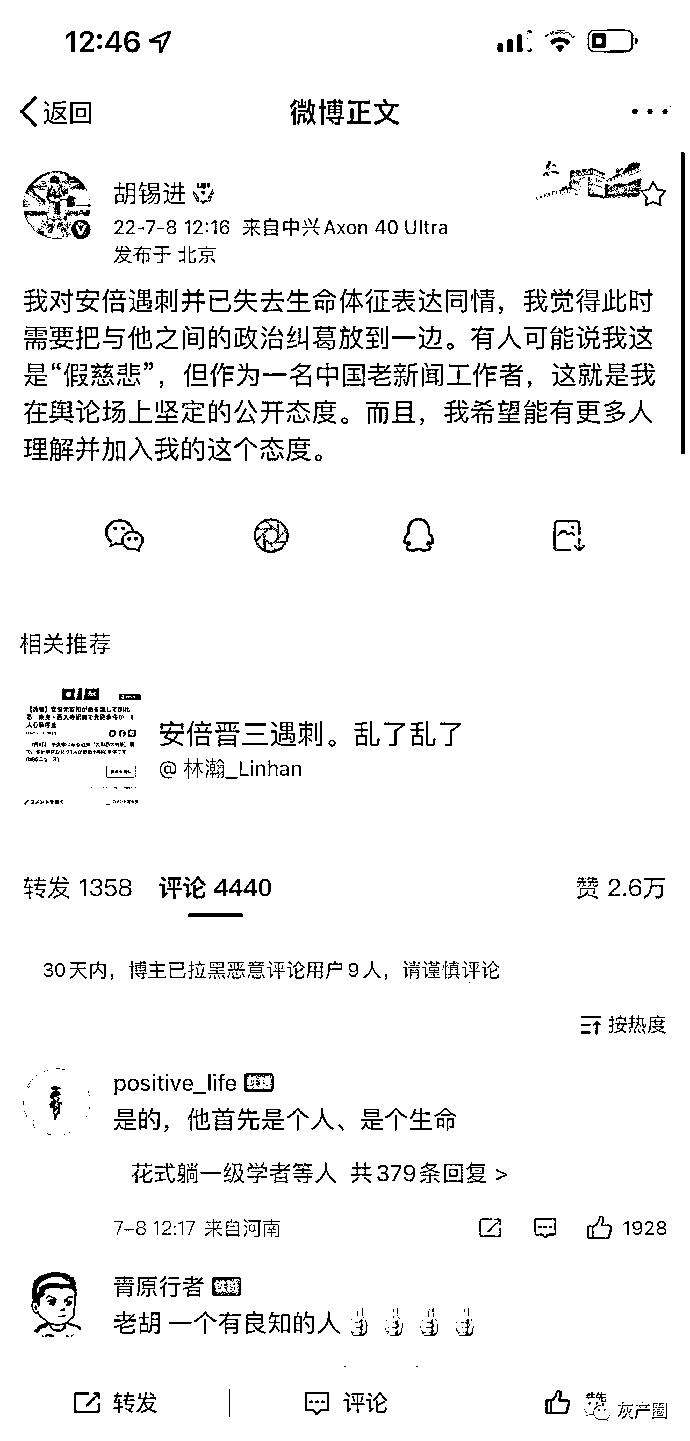 12:46
返回
微博正文
胡锡进
22-7-8 12:16 来自中兴Axon 40 Ultra
发布于 北京
我对安倍遇刺并已失去生命体征表达同情，我觉得此时
需要把与他之间的政治纠葛放到一边。有人可能说我这
是“假慈悲”，但作为一名中国老新闻工作者，这就是我
在舆论场上坚定的公开态度。而且，我希望能有更多人
理解并加入我的这个态度。
相关推荐
安倍晋三遇刺。乱了乱了
@ 林瀚_Linhan
转发 1358 评论 4440 赞 2.6万
30天内，博主已拉黑恶意评论用户9人，请谨慎评论
按热度
positive_life
是的，他首先是个人、是个生命
花式躺一级学者等人 共379条回复 >
7-8 12:17 来自河南 1928
青原行者
老胡 一个有良知的人
转发 评论 赞
灰产圈